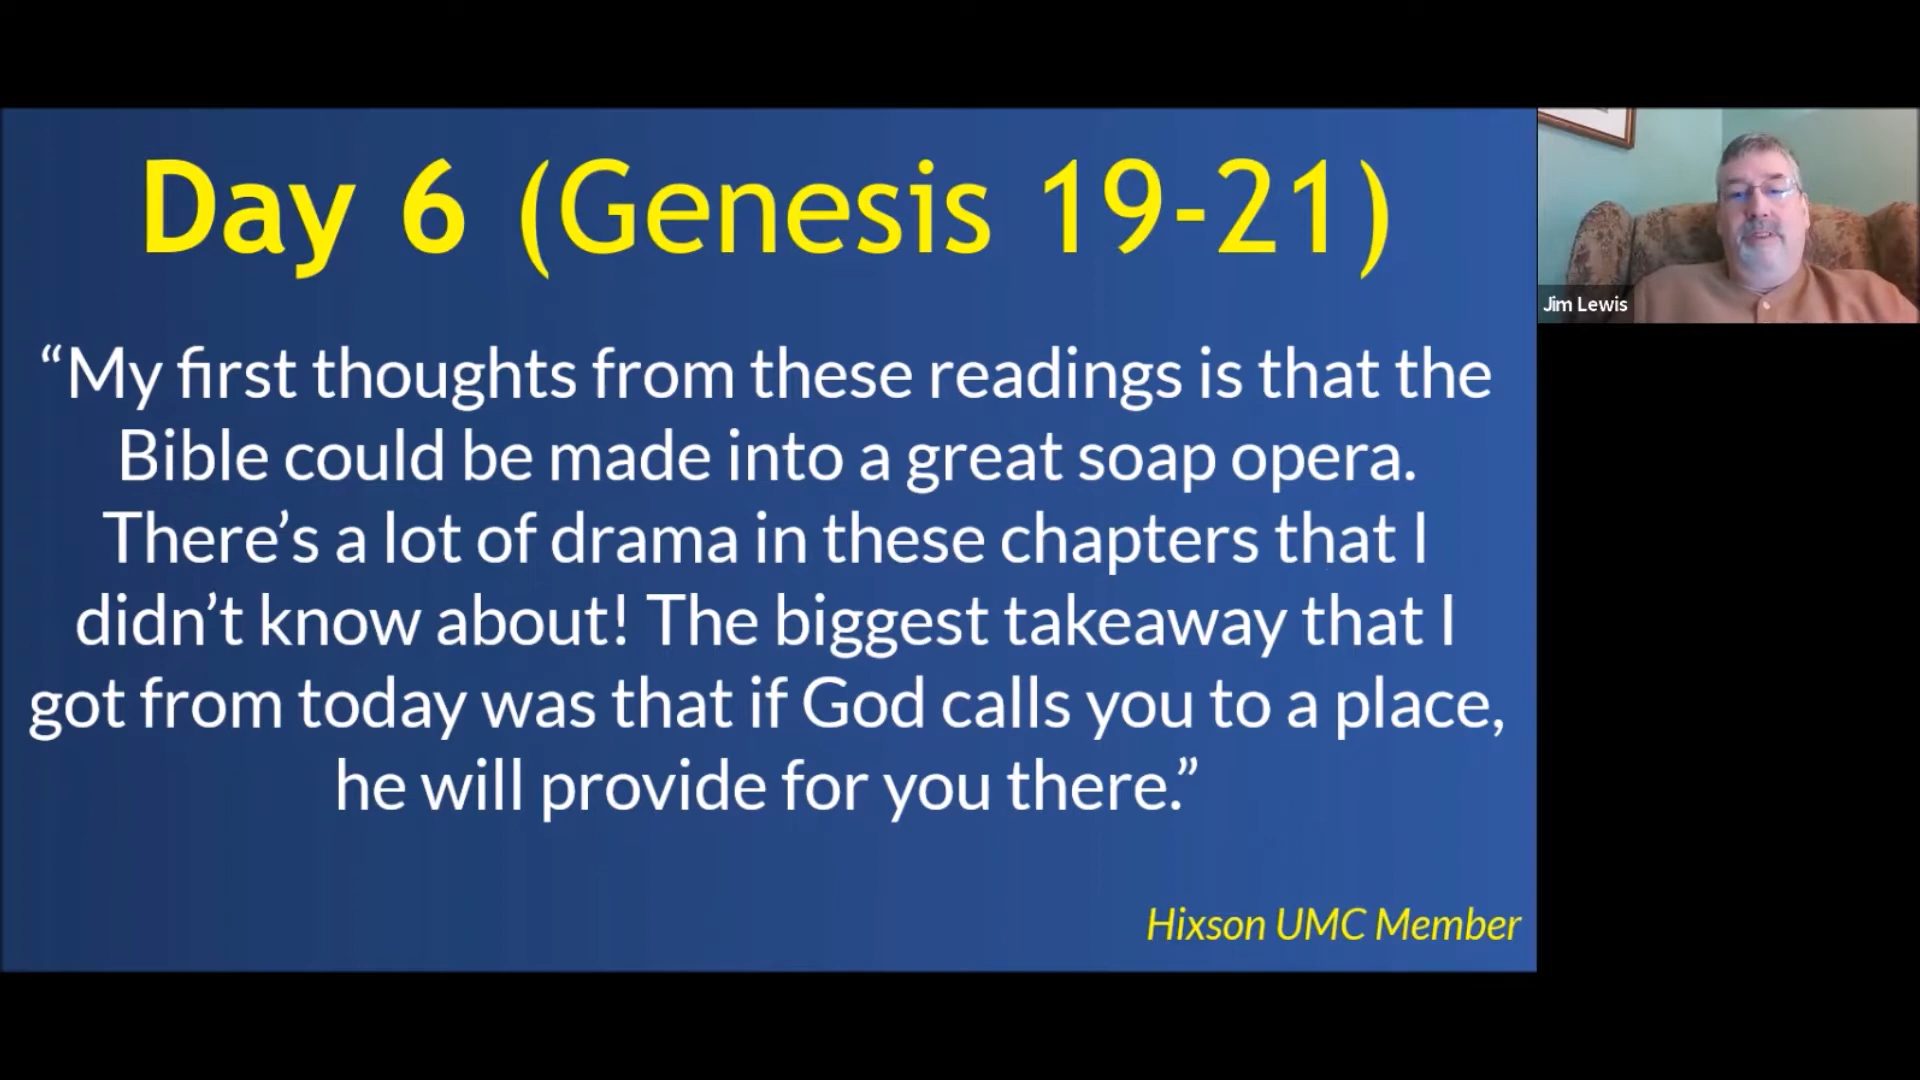 Day 6 (Genesis 19-21)
“My first thoughts from these readings is that the
Bible could be made into a great soap opera.
There’s a lot of drama in these chapters that I
didn’t know about! The biggest takeaway that I
got from today was that if God calls you to a place,
he will provide for you there.”
Hixson UMC Member
Jim Lewis